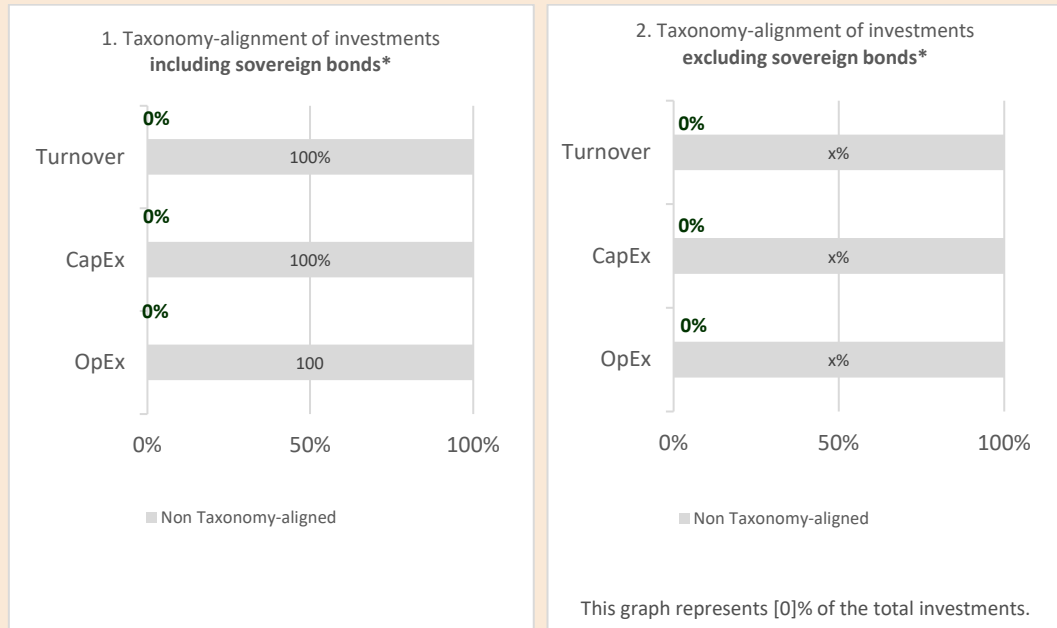 1. Taxonomy-alignment of investments
including sovereign bonds*
0%
Turnover
100%
0%
CapEx
100%
0%
OpEx
100
0%
50%
100%
Non Taxonomy-aligned
2. Taxonomy-alignment of investments
excluding sovereign bonds*
0%
Turnover
x%
0%
CapEx
x%
0%
OpEx
x%
0%
50%
100%
Non Taxonomy-aligned
This graph represents [0]% of the total investments.